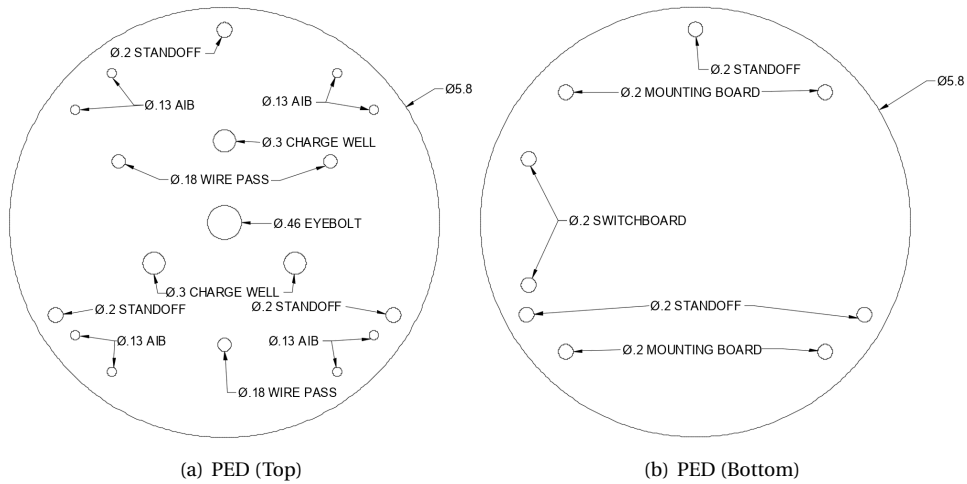 Ø.2 STANDOFF
Ø.13 AIB
Ø.13 AIB
Ø5.8
Ø.3 CHARGE WELL
Ø.18 WIRE PASS
Ø.46 EYEBOLT
Ø.3 CHARGE WELL
Ø.2 STANDOFF
Ø.2 STANDOFF
Ø.13 AIB
Ø.13 AIB
Ø.18 WIRE PASS
(a) PED (Top)
Ø.2 STANDOFF
Ø5.8
Ø.2 MOUNTING BOARD
Ø.2 SWITCHBOARD
Ø.2 STANDOFF
Ø.2 MOUNTING BOARD
(b) PED (Bottom)